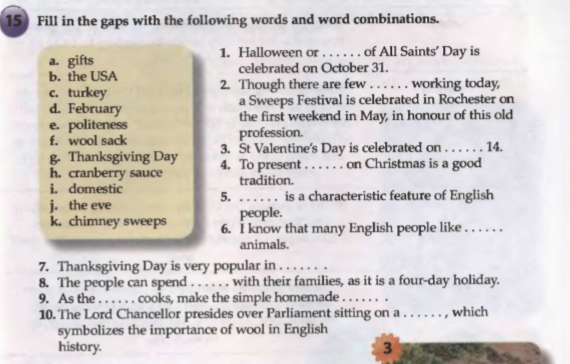 15 Fill in the gaps with the following words and word combinations.
a. gifts
b. the USA
c. turkey
d. February
e. politeness
f. wool sack
g. Thanksgiving Day
h. cranberry sauce
i. domestic
j. the eve
k. chimney sweeps
1. Halloween or . . . . . . of All Saints' Day is
celebrated on October 31.
2. Though there are few . . . . . . working today,
a Sweeps Festival is celebrated in Rochester on
the first weekend in May, in honour of this old
profession.
3. St Valentine's Day is celebrated on . . . . . . 14.
4. To present . . . . . . on Christmas is a good
tradition.
5. . . . . . . is a characteristic feature of English
people.
6. I know that many English people like . . . . . .
animals.
7. Thanksgiving Day is very popular in . . . . . . .
8. The people can spend . . . . . . with their families, as it is a four-day holiday.
9. As the . . . . . . cooks, make the simple homemade . . . . . . .
10. The Lord Chancellor presides over Parliament sitting on a . . . . . . , which
symbolizes the importance of wool in English
history.
3